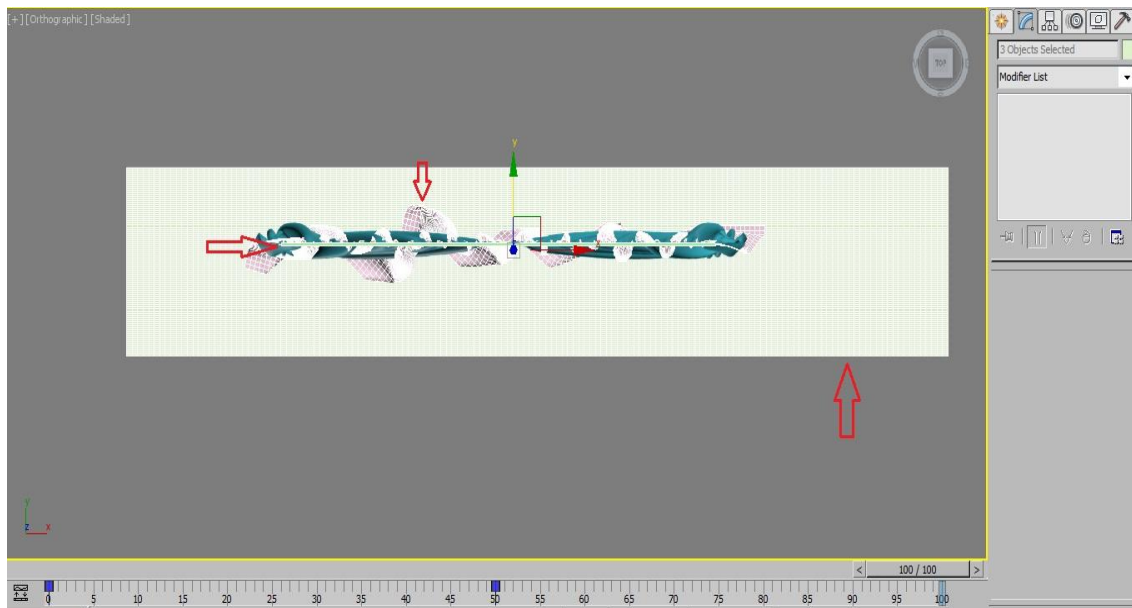 [+][Orthographic][Shaded]
TOP
3 Objects Selected
Modifier List
y
x
y
z x
< 100 / 100 >
0 5 10 15 20 25 30 35 40 45 50 55 60 65 70 75 80 85 90 95 100